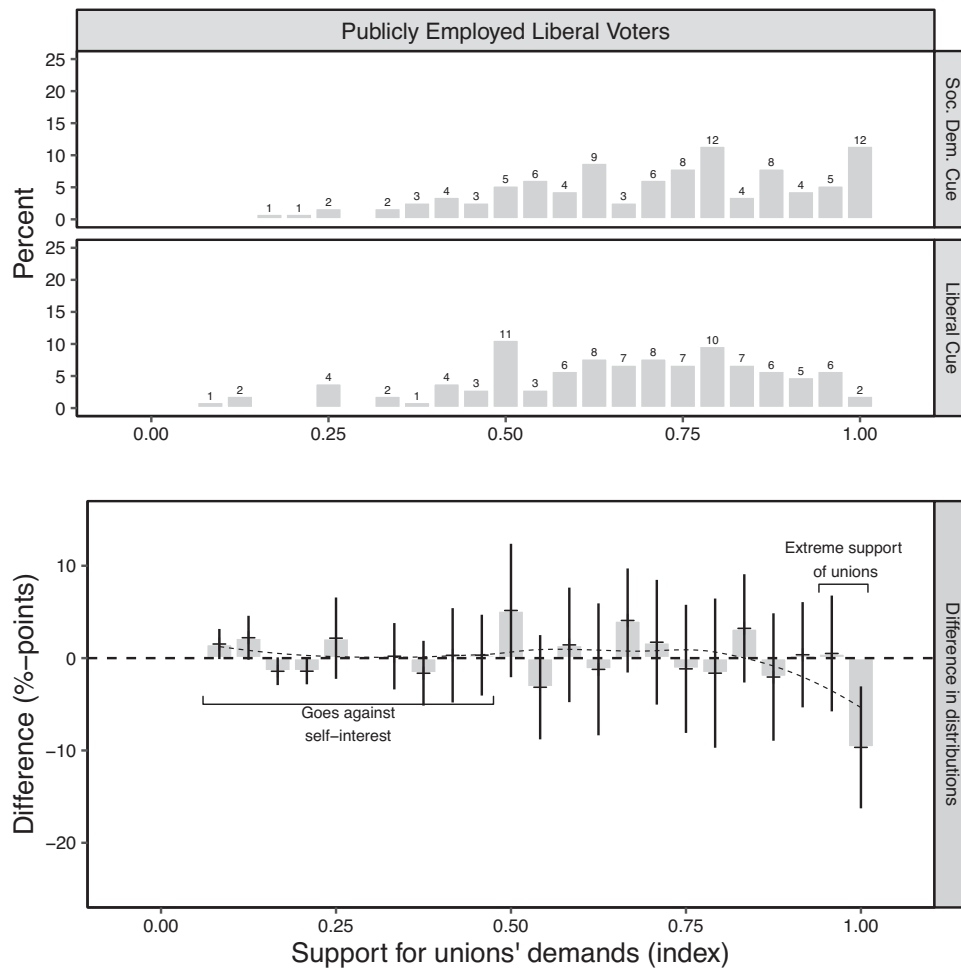 Publicly Employed Liberal Voters
Percent
25
20
15
10
5
0
1 1 2 2 3 4 3 5 6 4 9 3 6 8 12 3 8 4 5 12
Soc. Dem. Cue
25
20
15
10
5
0
1 2 4 2 1 4 3 11 3 6 8 7 8 7 10 7 6 5 6 2
Liberal Cue
0.00 0.25 0.50 0.75 1.00
Difference (%−points)
10
0
−10
−20
Extreme support
of unions
Goes against
self−interest
Difference in distributions
0.00 0.25 0.50 0.75 1.00
Support for unions' demands (index)